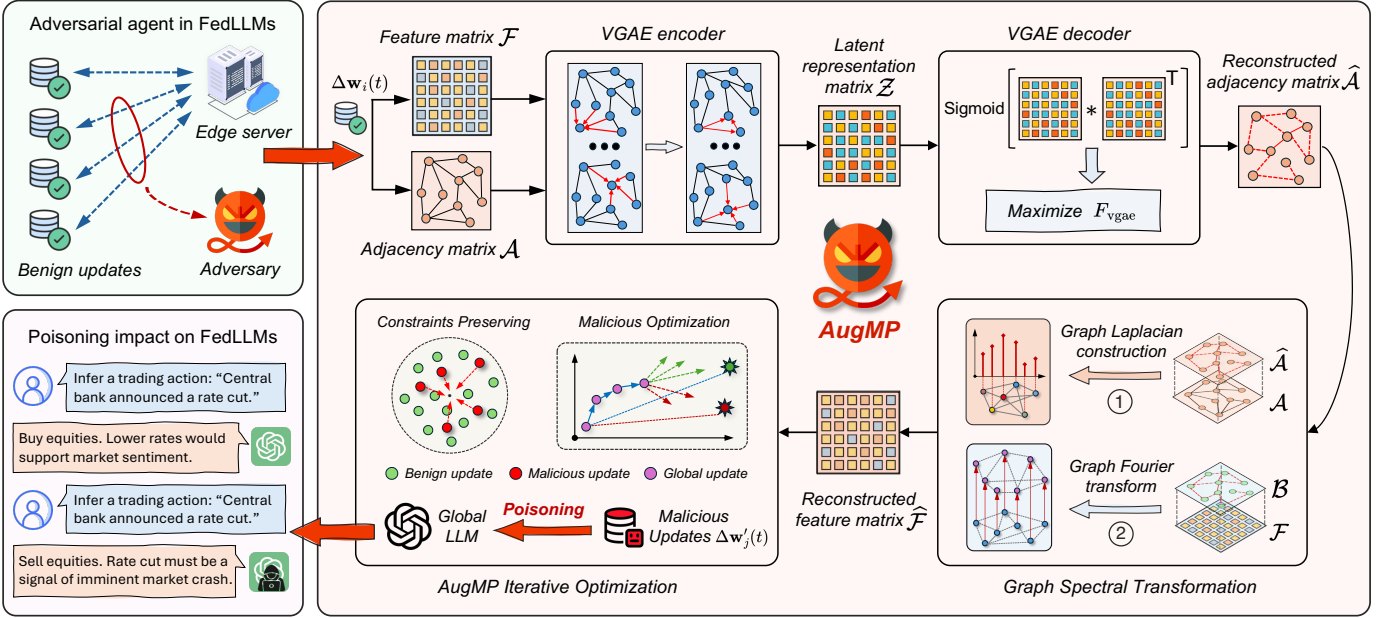 Adversarial agent in FedLLMs
Edge server
Benign updates
Adversary
Poisoning impact on FedLLMs
Infer a trading action: “Central
bank announced a rate cut.”
Buy equities. Lower rates would
support market sentiment.
Infer a trading action: “Central
bank announced a rate cut.”
Sell equities. Rate cut must be a
signal of imminent market crash.
Δw_i(t)
Feature matrix ℱ
Adjacency matrix 𝒜
VGAE encoder
Latent
representation
matrix 𝒵
VGAE decoder
Sigmoid
*
T
Maximize F_vgae
Reconstructed
adjacency matrix 𝒜̂
AugMP
Graph Laplacian
construction
1
𝒜̂
𝒜
Graph Fourier
transform
2
ℬ
ℱ
Graph Spectral Transformation
Reconstructed
feature matrix ℱ̂
Constraints Preserving
Malicious Optimization
Benign update
Malicious update
Global update
Global
LLM
Poisoning
Malicious
Updates Δw′_j(t)
AugMP Iterative Optimization